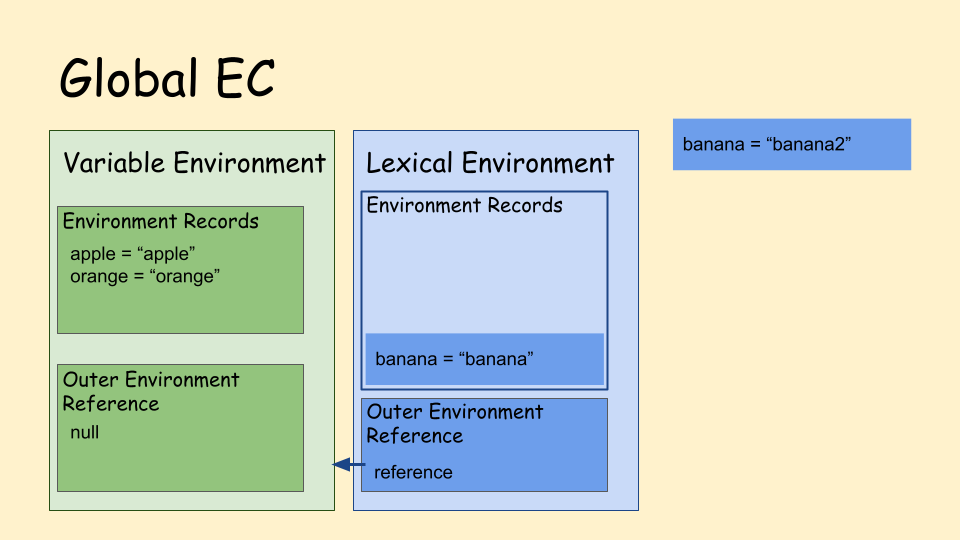 Global EC
Variable Environment
Environment Records
apple = “apple”
orange = “orange”
Outer Environment
Reference
null
Lexical Environment
Environment Records
banana = “banana”
Outer Environment
Reference
reference
banana = “banana2”